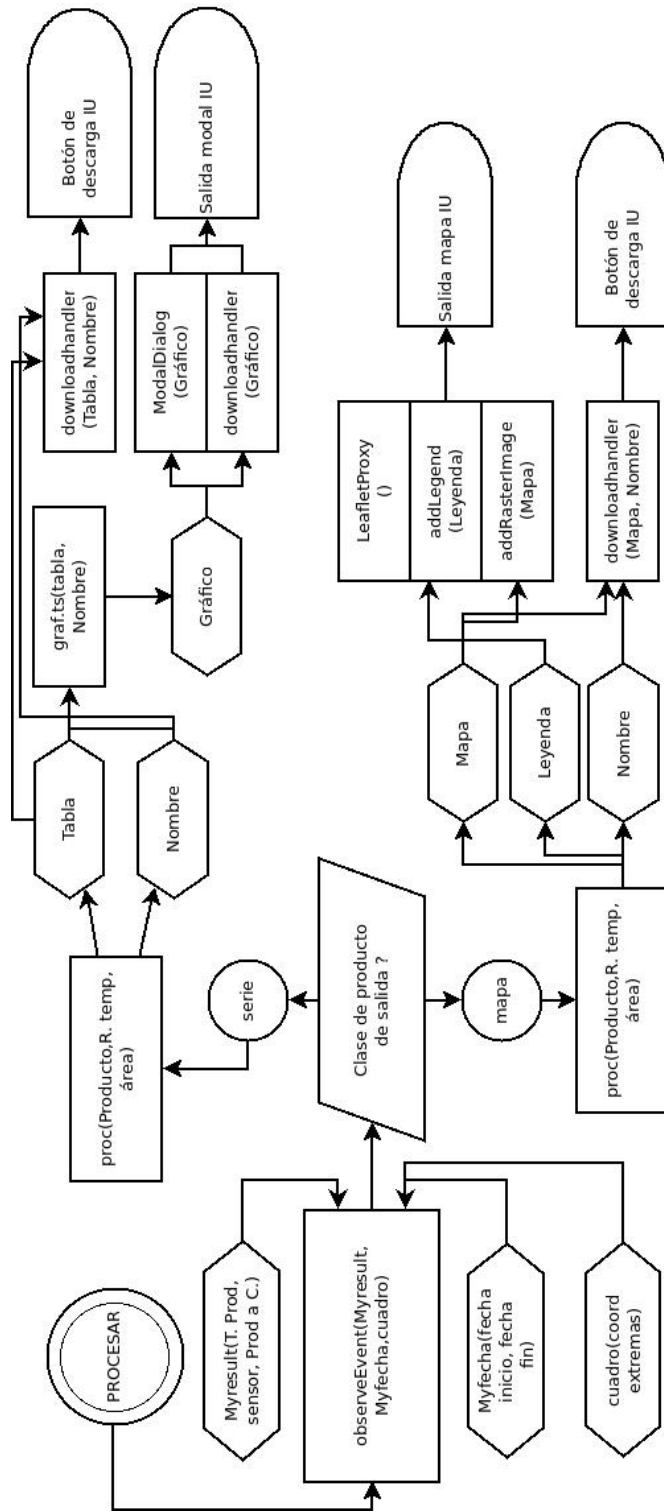 PROCESAR
Myresult(T. Prod,
sensor, Prod a C.)
observeEvent(Myresult,
Myfecha,cuadro)
Myfecha(fecha
inicio, fecha
fin)
cuadro(coord
extremas)
Clase de producto
de salida ?
serie
mapa
proc(Producto,R. temp,
área)
Tabla
Nombre
graf.ts(tabla,
Nombre)
Gráfico
downloadhandler
(Tabla, Nombre)
Botón de
descarga IU
ModalDialog
(Gráfico)
downloadhandler
(Gráfico)
Salida modal IU
proc(Producto,R. temp,
área)
Mapa
Leyenda
Nombre
LeafletProxy
()
addLegend
(Leyenda)
addRasterImage
(Mapa)
Salida mapa IU
downloadhandler
(Mapa, Nombre)
Botón de
descarga IU